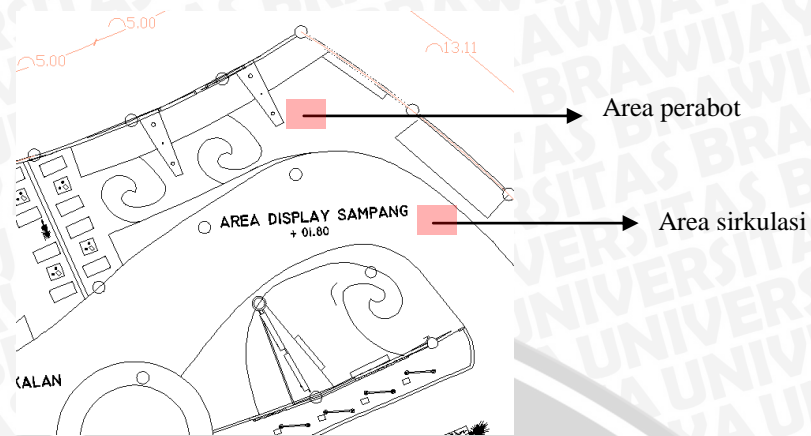 5.00
5.00
13.11
Area perabot
AREA DISPLAY SAMPANG
+ 01.80
Area sirkulasi
KALAN